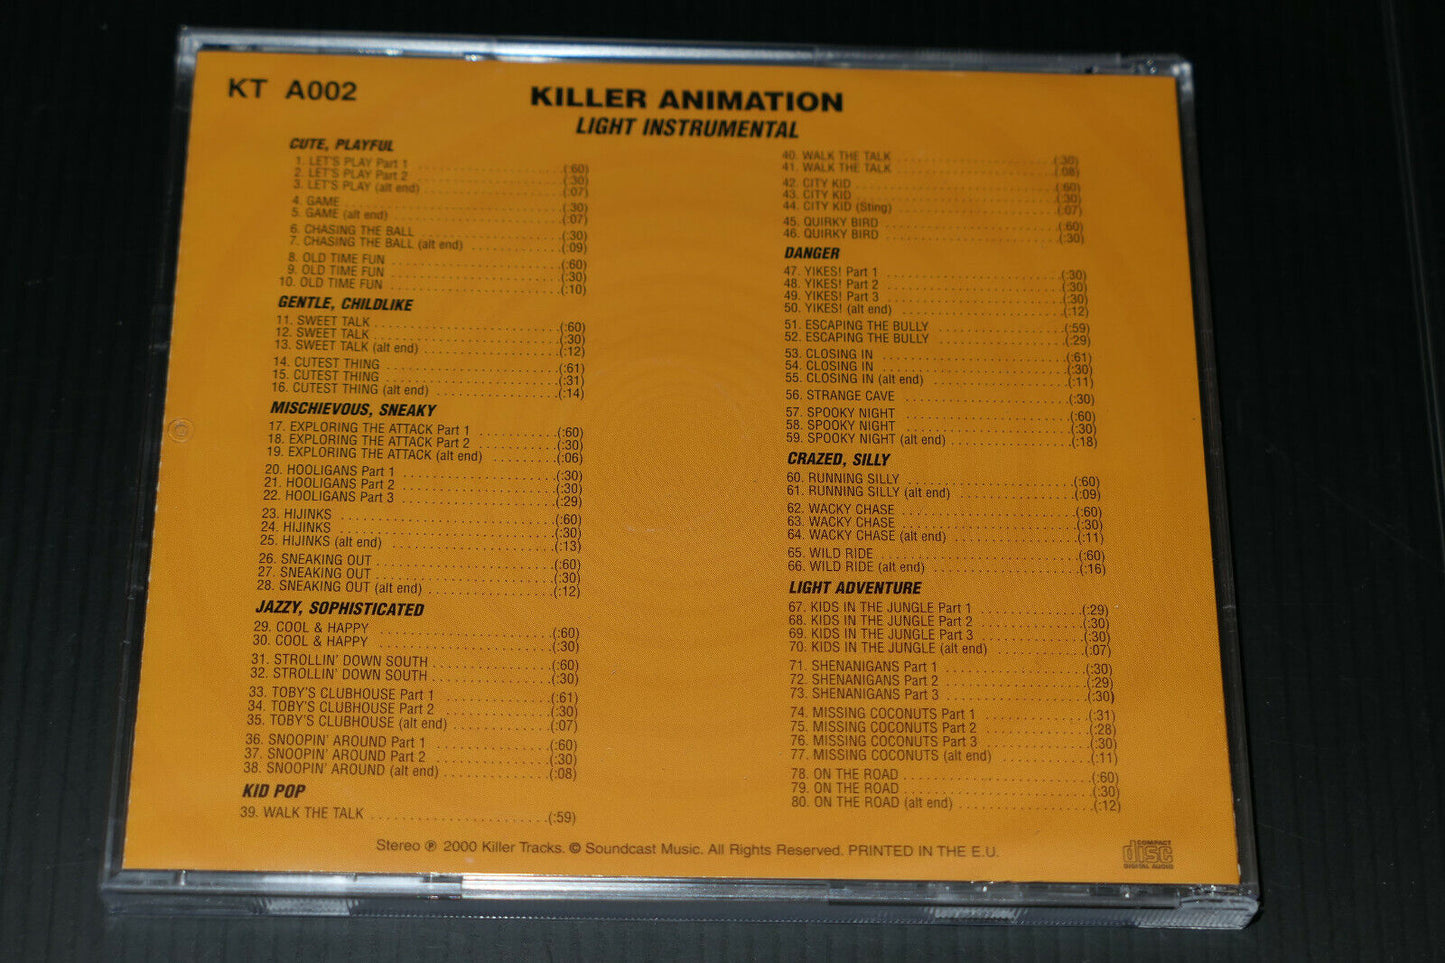 KT A002
KILLER ANIMATION
LIGHT INSTRUMENTAL
CUTE, PLAYFUL
1. LET'S PLAY Part 1 (:60)
2. LET'S PLAY Part 2 (:30)
3. LET'S PLAY (alt end) (:07)
4. GAME (:30)
5. GAME (alt end) (:07)
6. CHASING THE BALL (:30)
7. CHASING THE BALL (alt end) (:09)
8. OLD TIME FUN (:60)
9. OLD TIME FUN (:30)
10. OLD TIME FUN (:10)
GENTLE, CHILDLIKE
11. SWEET TALK (:60)
12. SWEET TALK (:30)
13. SWEET TALK (alt end) (:12)
14. CUTEST THING (:61)
15. CUTEST THING (:31)
16. CUTEST THING (alt end) (:14)
MISCHIEVOUS, SNEAKY
17. EXPLORING THE ATTACK Part 1 (:60)
18. EXPLORING THE ATTACK Part 2 (:30)
19. EXPLORING THE ATTACK (alt end) (:06)
20. HOOLIGANS Part 1 (:30)
21. HOOLIGANS Part 2 (:30)
22. HOOLIGANS Part 3 (:29)
23. HIJINKS (:60)
24. HIJINKS (:30)
25. HIJINKS (alt end) (:13)
26. SNEAKING OUT (:60)
27. SNEAKING OUT (:30)
28. SNEAKING OUT (alt end) (:12)
JAZZY, SOPHISTICATED
29. COOL & HAPPY (:60)
30. COOL & HAPPY (:30)
31. STROLLIN' DOWN SOUTH (:60)
32. STROLLIN' DOWN SOUTH (:30)
33. TOBY'S CLUBHOUSE Part 1 (:61)
34. TOBY'S CLUBHOUSE Part 2 (:30)
35. TOBY'S CLUBHOUSE (alt end) (:07)
36. SNOOPIN' AROUND Part 1 (:60)
37. SNOOPIN' AROUND Part 2 (:30)
38. SNOOPIN' AROUND (alt end) (:08)
KID POP
39. WALK THE TALK (:59)
40. WALK THE TALK (:30)
41. WALK THE TALK (:08)
42. CITY KID (:60)
43. CITY KID (:30)
44. CITY KID (Sting) (:07)
45. QUIRKY BIRD (:60)
46. QUIRKY BIRD (:30)
DANGER
47. YIKES! Part 1 (:30)
48. YIKES! Part 2 (:30)
49. YIKES! Part 3 (:30)
50. YIKES! (alt end) (:12)
51. ESCAPING THE BULLY (:59)
52. ESCAPING THE BULLY (:29)
53. CLOSING IN (:61)
54. CLOSING IN (:30)
55. CLOSING IN (alt end) (:11)
56. STRANGE CAVE (:30)
57. SPOOKY NIGHT (:60)
58. SPOOKY NIGHT (:30)
59. SPOOKY NIGHT (alt end) (:18)
CRAZED, SILLY
60. RUNNING SILLY (:60)
61. RUNNING SILLY (alt end) (:09)
62. WACKY CHASE (:60)
63. WACKY CHASE (:30)
64. WACKY CHASE (alt end) (:11)
65. WILD RIDE (:60)
66. WILD RIDE (alt end) (:16)
LIGHT ADVENTURE
67. KIDS IN THE JUNGLE Part 1 (:29)
68. KIDS IN THE JUNGLE Part 2 (:30)
69. KIDS IN THE JUNGLE Part 3 (:30)
70. KIDS IN THE JUNGLE (alt end) (:07)
71. SHENANIGANS Part 1 (:30)
72. SHENANIGANS Part 2 (:29)
73. SHENANIGANS Part 3 (:30)
74. MISSING COCONUTS Part 1 (:31)
75. MISSING COCONUTS Part 2 (:28)
76. MISSING COCONUTS Part 3 (:30)
77. MISSING COCONUTS (alt end) (:11)
78. ON THE ROAD (:60)
79. ON THE ROAD (:30)
80. ON THE ROAD (alt end) (:12)
Stereo ℗ 2000 Killer Tracks. © Soundcast Music. All Rights Reserved. PRINTED IN THE E.U.
COMPACT
disc
DIGITAL AUDIO